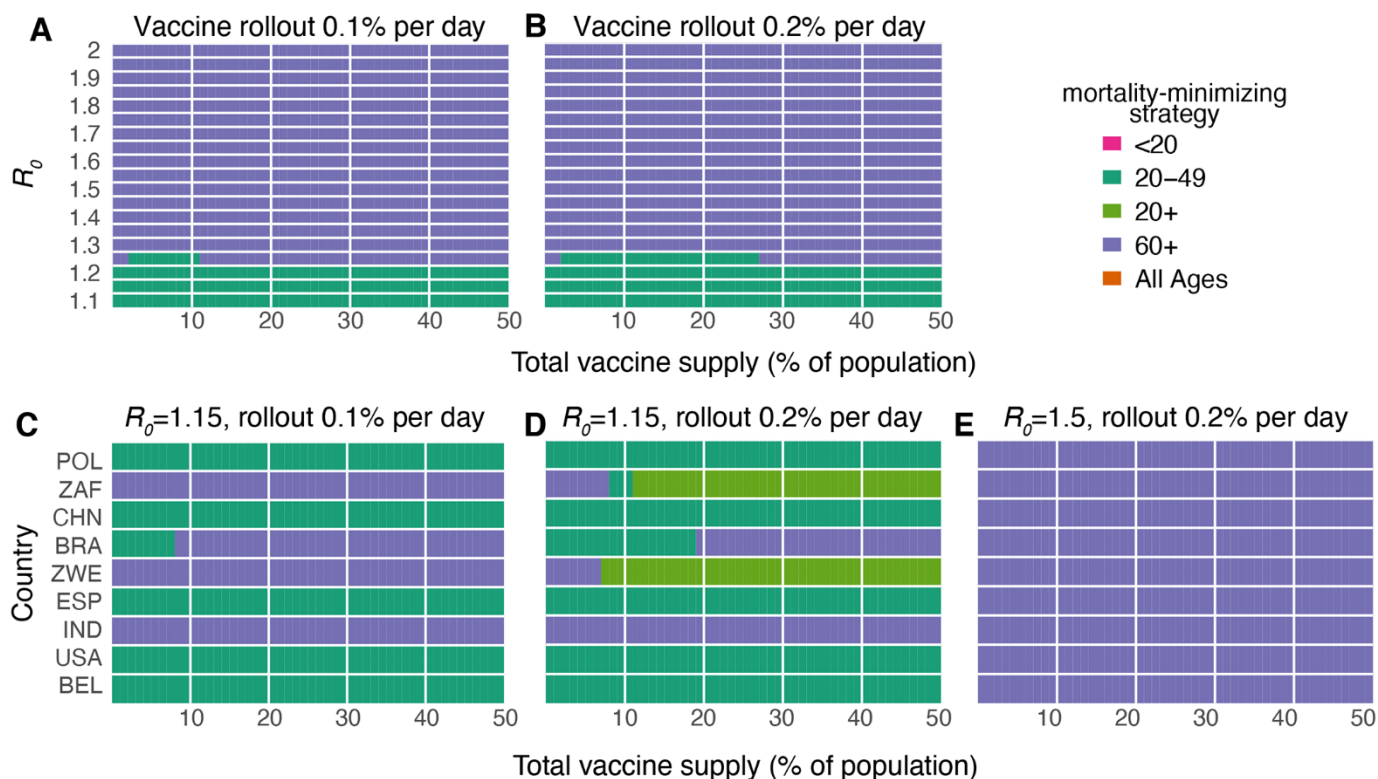 A
Vaccine rollout 0.1% per day
B
Vaccine rollout 0.2% per day
R0
2
1.9
1.8
1.7
1.6
1.5
1.4
1.3
1.2
1.1
10 20 30 40 50
10 20 30 40 50
Total vaccine supply (% of population)
mortality-minimizing
strategy
<20
20−49
20+
60+
All Ages
C
R0=1.15, rollout 0.1% per day
D
R0=1.15, rollout 0.2% per day
E
R0=1.5, rollout 0.2% per day
Country
POL
ZAF
CHN
BRA
ZWE
ESP
IND
USA
BEL
10 20 30 40 50
10 20 30 40 50
10 20 30 40 50
Total vaccine supply (% of population)